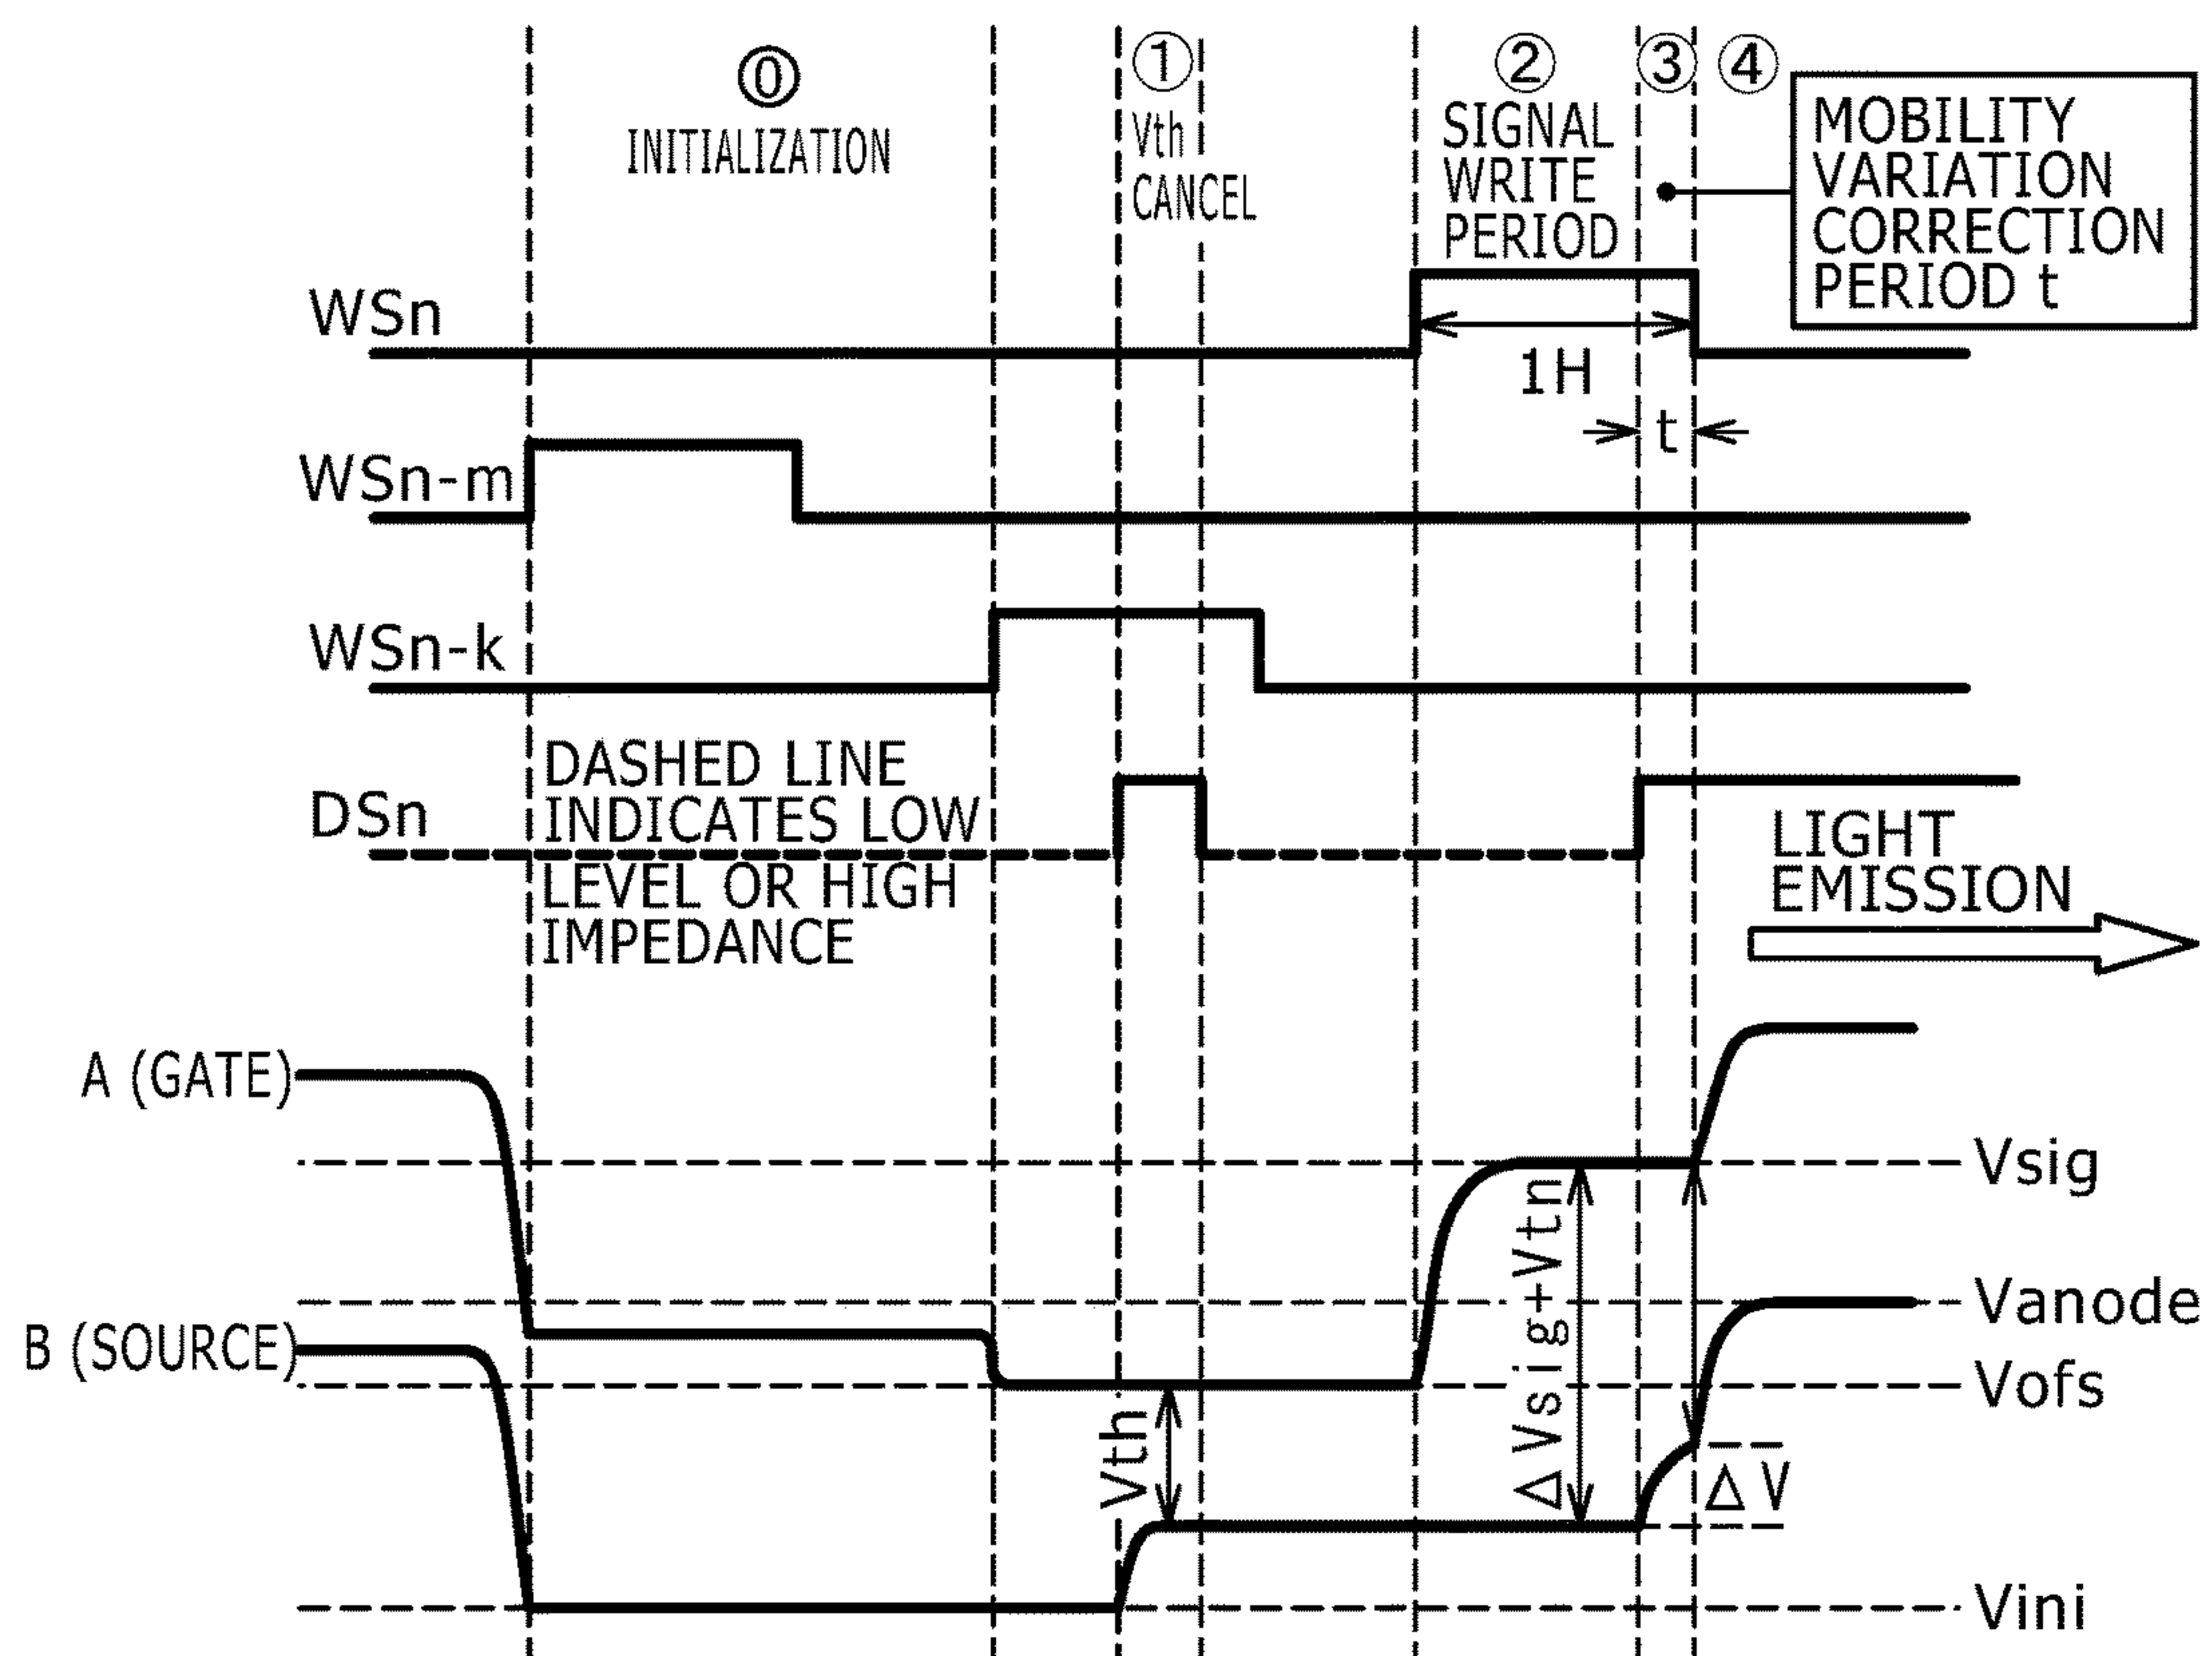 ⓪
INITIALIZATION
①
Vth
CANCEL
②
SIGNAL
WRITE
PERIOD
③
④
MOBILITY
VARIATION
CORRECTION
PERIOD t
WSn
1H
t
WSn-m
WSn-k
DSn
DASHED LINE
INDICATES LOW
LEVEL OR HIGH
IMPEDANCE
LIGHT
EMISSION
A (GATE)
Vsig
ΔVsig+Vtn
Vanode
B (SOURCE)
Vofs
Vth
ΔV
Vini